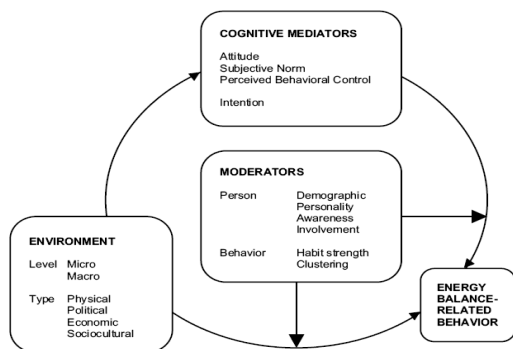 COGNITIVE MEDIATORS
Attitude
Subjective Norm
Perceived Behavioral Control
Intention
MODERATORS
Person Demographic
Personality
Awareness
Involvement
Behavior Habit strength
Clustering
ENVIRONMENT
Level Micro
Macro
Type Physical
Political
Economic
Sociocultural
ENERGY
BALANCE-
RELATED
BEHAVIOR